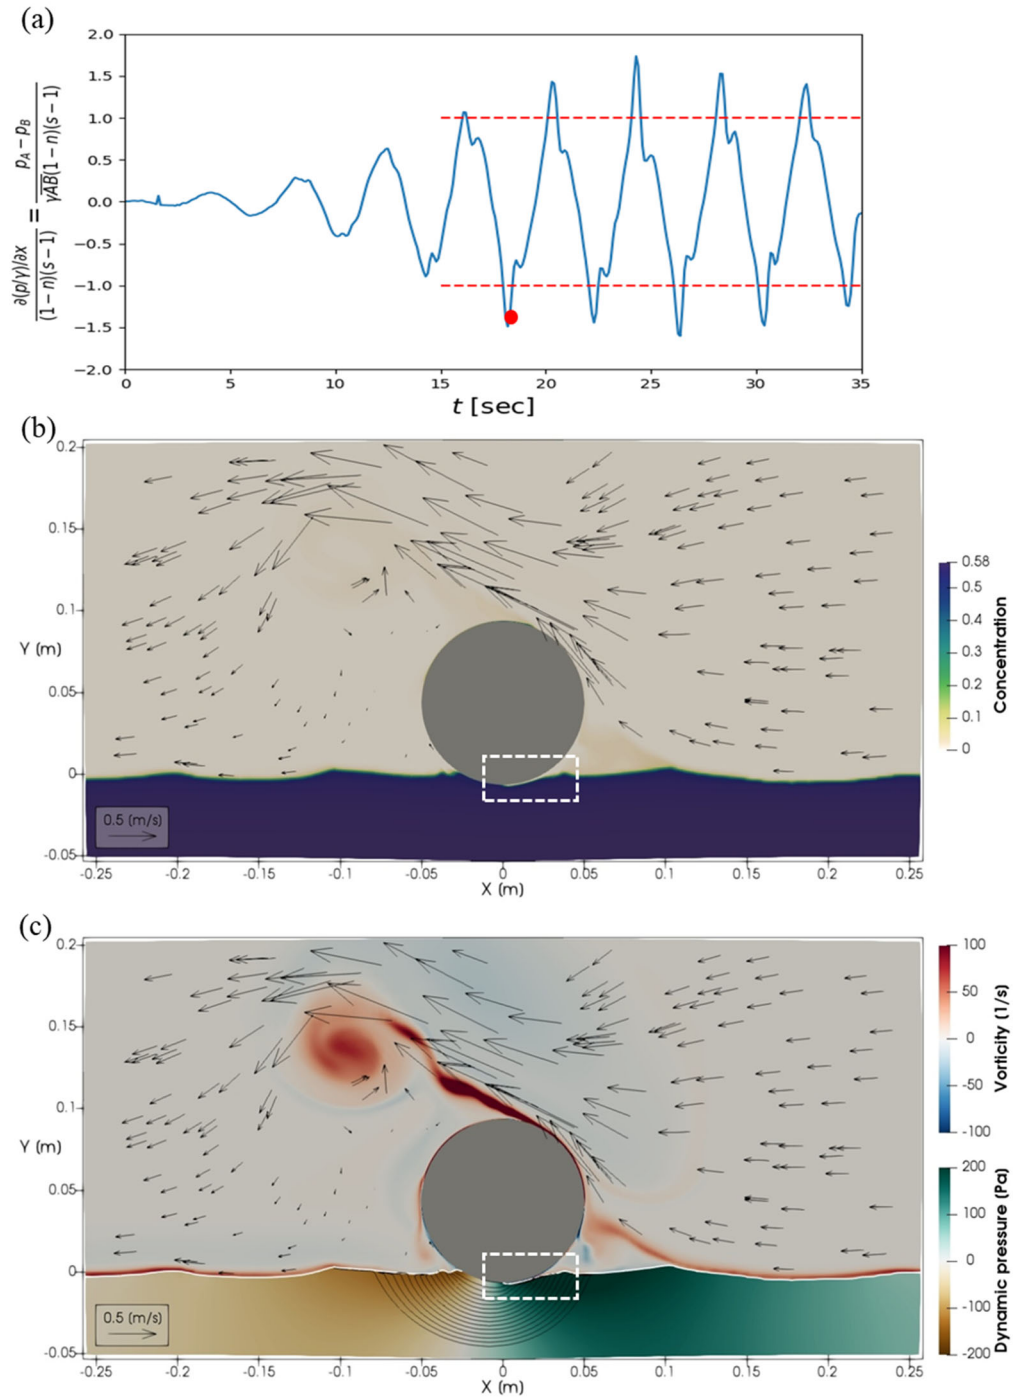 (a)
∂(p/γ)/∂x / (1 − n)(s − 1) = p_A − p_B / γAB(1 − n)(s − 1)
2.0
1.5
1.0
0.5
0.0
−0.5
−1.0
−1.5
−2.0
0 5 10 15 20 25 30 35
t [sec]
(b)
0.2
0.15
0.1
Y (m)
0.05
0
-0.05
0.5 (m/s)
-0.25 -0.2 -0.15 -0.1 -0.05 0 0.05 0.1 0.15 0.2 0.25
X (m)
0.58
0.5
0.4
0.3
0.2
0.1
0
Concentration
(c)
0.2
0.15
0.1
Y (m)
0.05
0
-0.05
0.5 (m/s)
-0.25 -0.2 -0.15 -0.1 -0.05 0 0.05 0.1 0.15 0.2 0.25
X (m)
100
50
0
-50
-100
Vorticity (1/s)
200
100
0
-100
-200
Dynamic pressure (Pa)